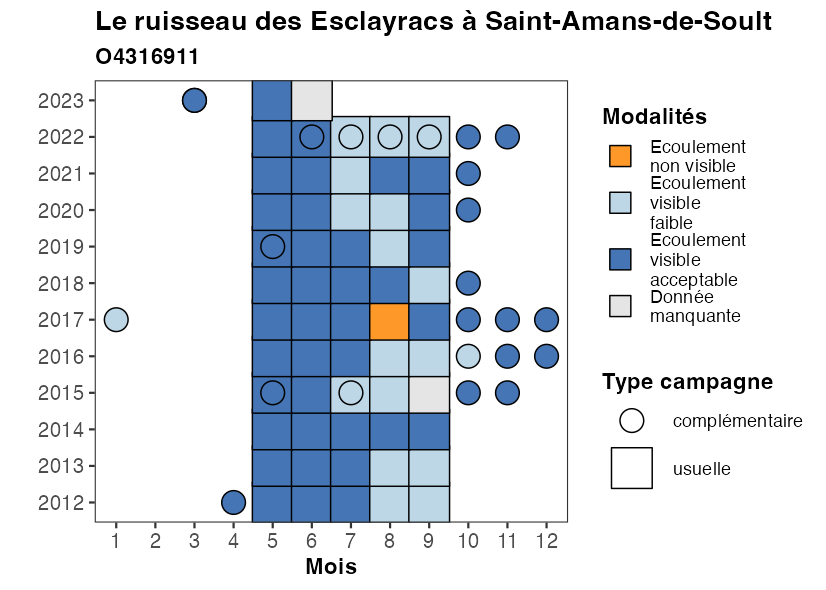 Le ruisseau des Esclayracs à Saint-Amans-de-Soult
O4316911
2023
2022
2021
2020
2019
2018
2017
2016
2015
2014
2013
2012
1 2 3 4 5 6 7 8 9 10 11 12
Mois
Modalités
Ecoulement
non visible
Ecoulement
visible
faible
Ecoulement
visible
acceptable
Donnée
manquante
Type campagne
complémentaire
usuelle